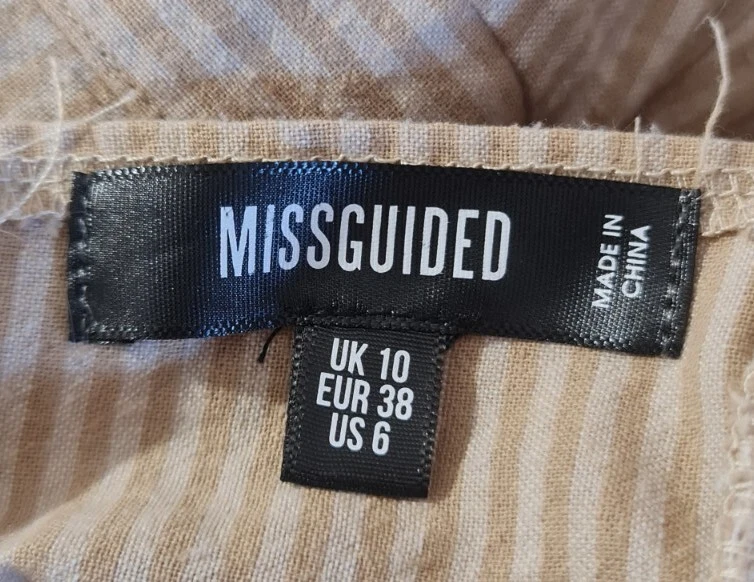 MISSGUIDED
MADE IN
CHINA
UK 10
EUR 38
US 6